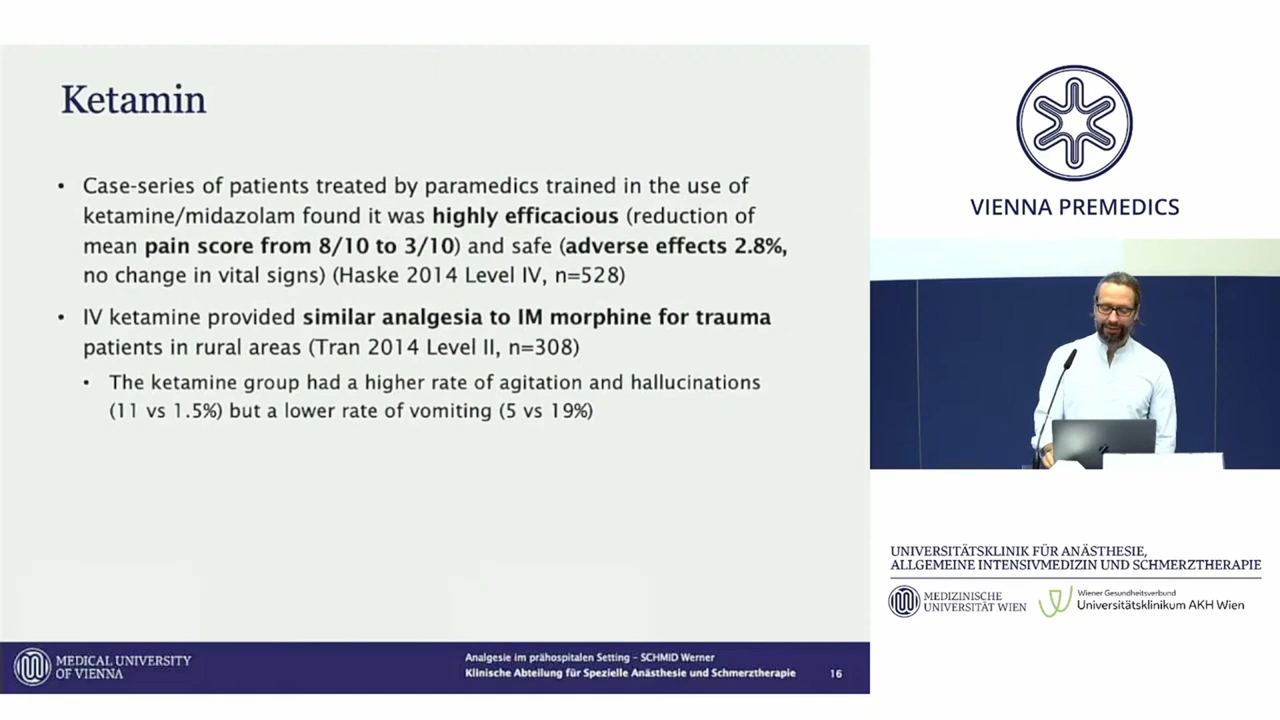 Ketamin
• Case-series of patients treated by paramedics trained in the use of
ketamine/midazolam found it was highly efficacious (reduction of
mean pain score from 8/10 to 3/10) and safe (adverse effects 2.8%,
no change in vital signs) (Haske 2014 Level IV, n=528)
• IV ketamine provided similar analgesia to IM morphine for trauma
patients in rural areas (Tran 2014 Level II, n=308)
• The ketamine group had a higher rate of agitation and hallucinations
(11 vs 1.5%) but a lower rate of vomiting (5 vs 19%)
MEDICAL UNIVERSITY
OF VIENNA
Analgesie im prähospitalen Setting – SCHMID Werner
Klinische Abteilung für Spezielle Anästhesie und Schmerztherapie
16
VIENNA PREMEDICS
UNIVERSITÄTSKLINIK FÜR ANÄSTHESIE,
ALLGEMEINE INTENSIVMEDIZIN UND SCHMERZTHERAPIE
MEDIZINISCHE
UNIVERSITÄT WIEN
Wiener Gesundheitsverbund
Universitätsklinikum AKH Wien